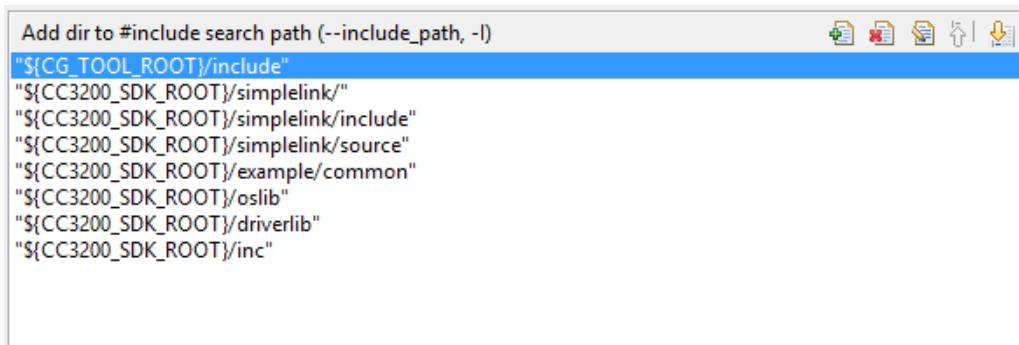 Add dir to #include search path (--include_path, -I)
"${CG_TOOL_ROOT}/include"
"${CC3200_SDK_ROOT}/simplelink/"
"${CC3200_SDK_ROOT}/simplelink/include"
"${CC3200_SDK_ROOT}/simplelink/source"
"${CC3200_SDK_ROOT}/example/common"
"${CC3200_SDK_ROOT}/oslib"
"${CC3200_SDK_ROOT}/driverlib"
"${CC3200_SDK_ROOT}/inc"